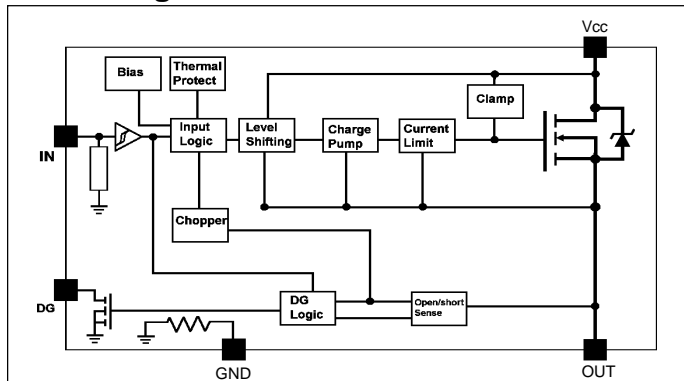 Vcc
Bias
Thermal
Protect
Clamp
Input
Logic
Level
Shifting
Charge
Pump
Current
Limit
IN
Chopper
DG
DG
Logic
Open/short
Sense
GND
OUT